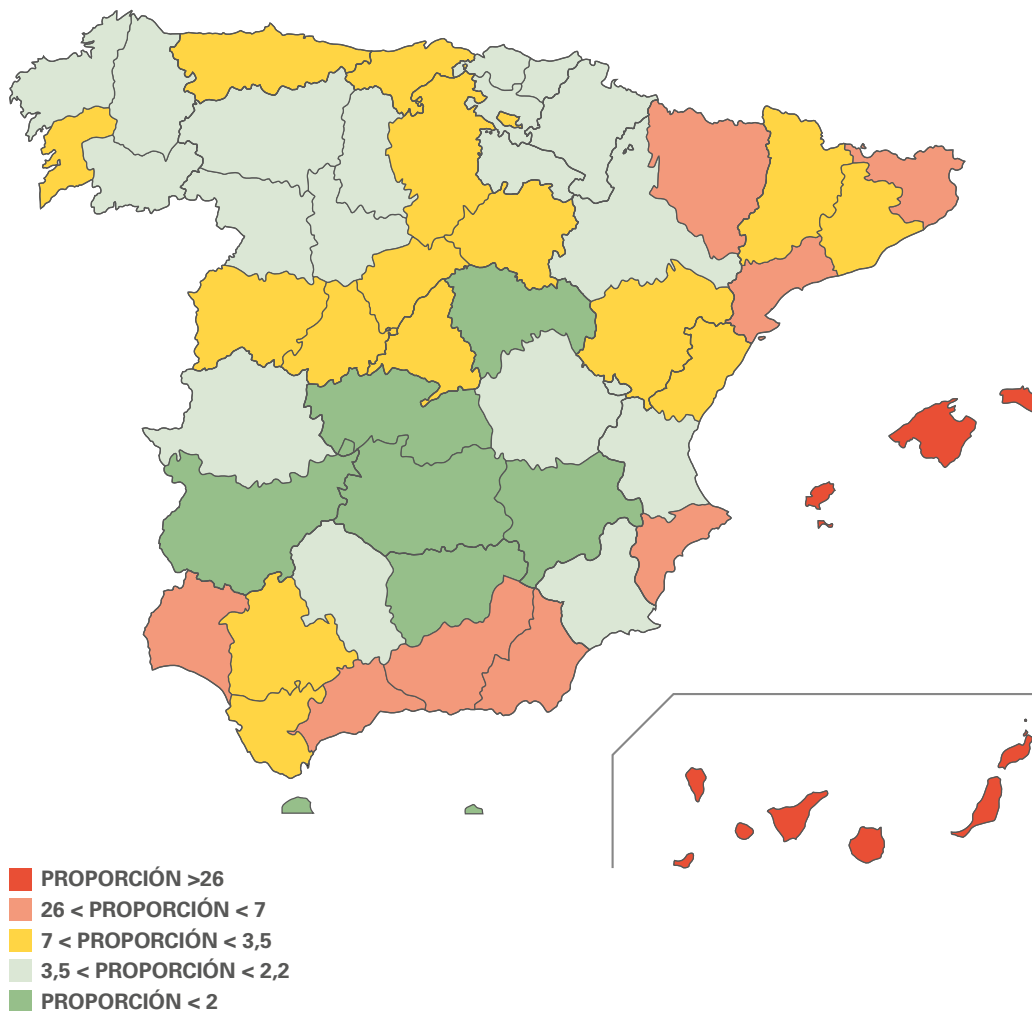 PROPORCIÓN >26
26 < PROPORCIÓN < 7
7 < PROPORCIÓN < 3,5
3,5 < PROPORCIÓN < 2,2
PROPORCIÓN < 2